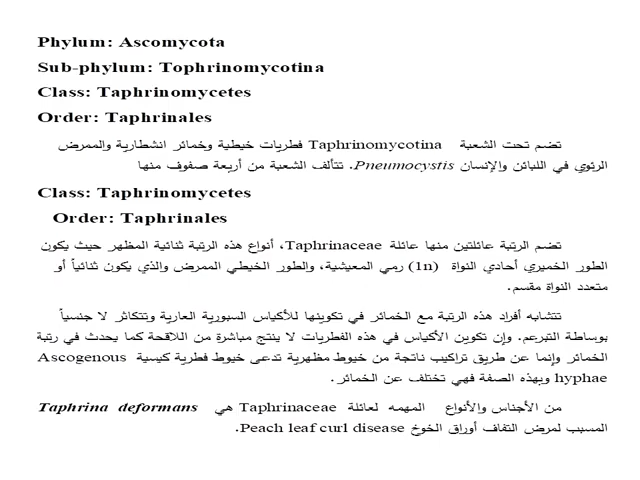 Phylum: Ascomycota
Sub-phylum: Tophrinomycotina
Class: Taphrinomycetes
Order: Taphrinales
تضم تحت الشعبة Taphrinomycotina فطريات خيطية وخمائر انشطارية والممرض
الرئوي في اللبائن والإنسان Pneumocystis. تتألف الشعبة من أربعة صفوف منها
Class: Taphrinomycetes
Order: Taphrinales
تضم الرتبة عائلتين منها عائلة Taphrinaceae، أنواع هذه الرتبة ثنائية المظهر حيث يكون
الطور الخميري أحادي النواة (1n) رمي المعيشية، والطور الخيطي الممرض والذي يكون ثنائياً أو
متعدد النواة مقسم.
تتشابه أفراد هذه الرتبة مع الخمائر في تكوينها للأكياس السبورية العارية وتتكاثر لا جنسياً
بوساطة التبرعم. وإن تكوين الأكياس في هذه الفطريات لا ينتج مباشرة من اللاقحة كما يحدث في رتبة
الخمائر وإنما عن طريق تراكيب ناتجة من خيوط مظهرية تدعى خيوط فطرية كيسية Ascogenous
hyphae وبهذه الصفة فهي تختلف عن الخمائر.
من الأجناس والأنواع المهمه لعائلة Taphrinaceae هي Taphrina deformans
المسبب لمرض التفاف أوراق الخوخ Peach leaf curl disease.